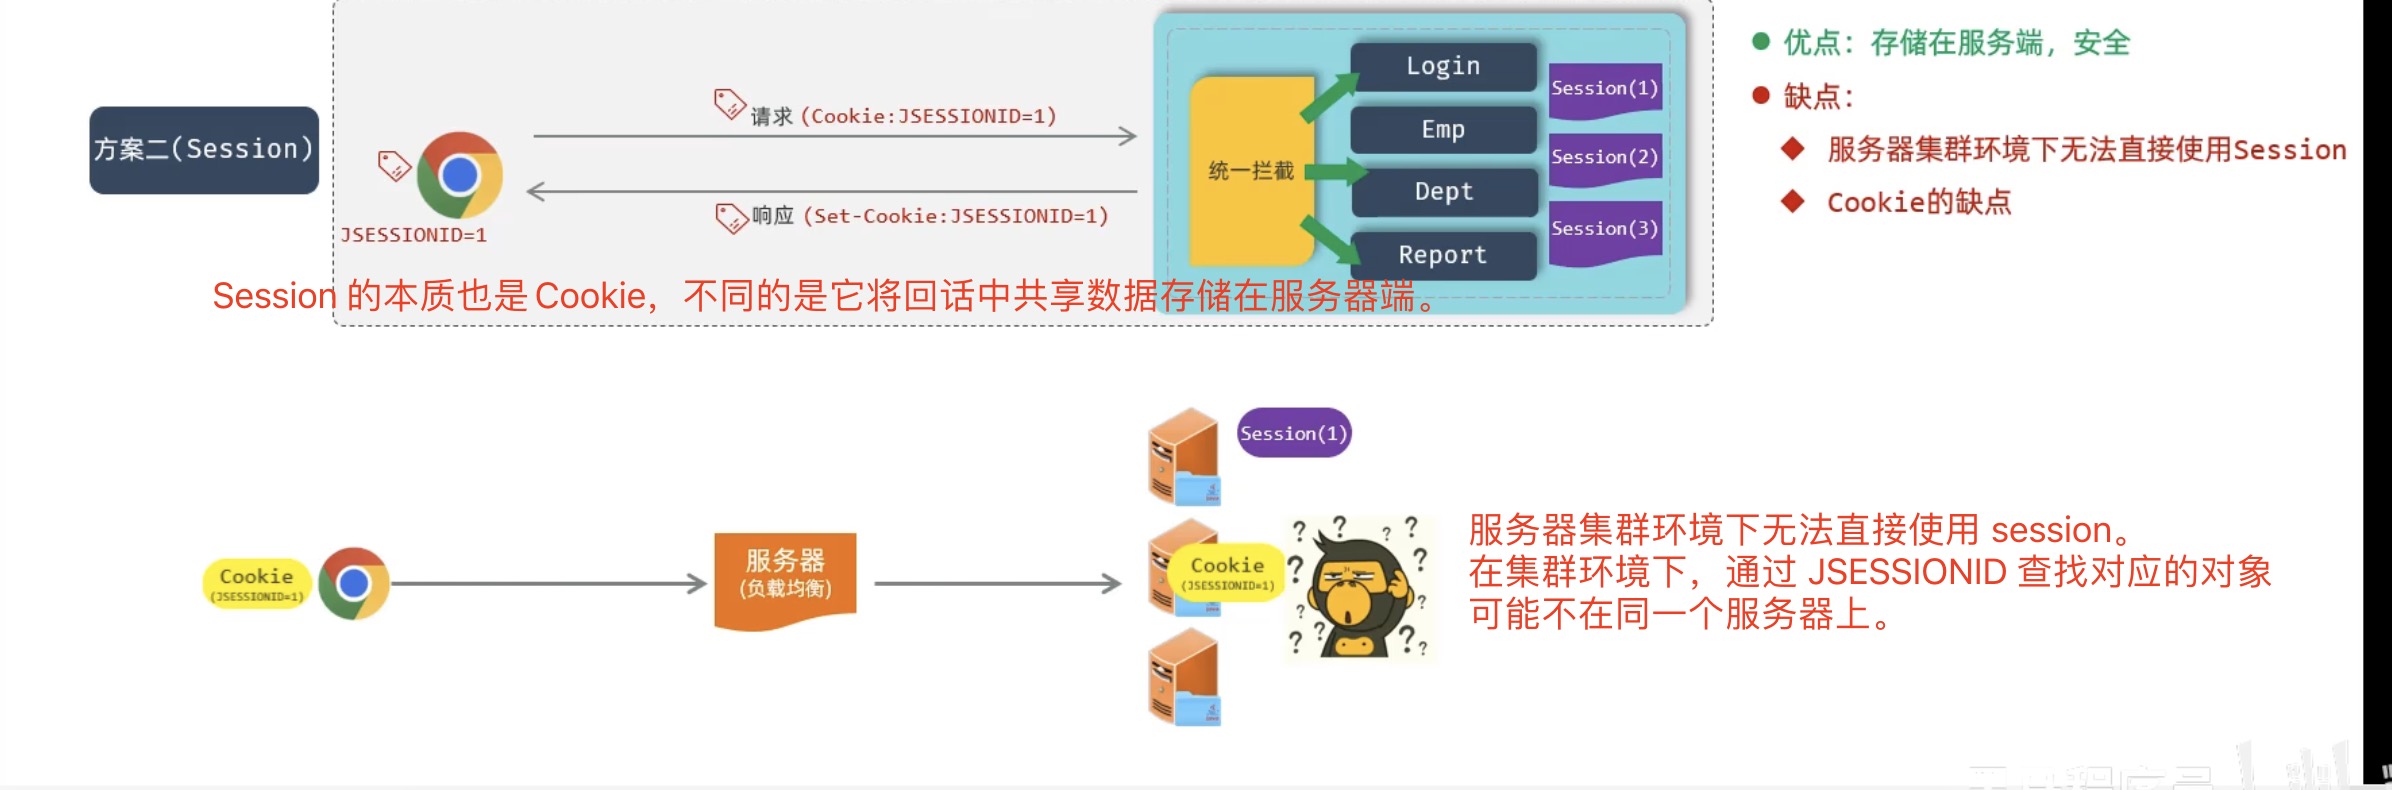 方案二(Session)
JSESSIONID=1
请求 (Cookie:JSESSIONID=1)
响应 (Set-Cookie:JSESSIONID=1)
统一拦截
Login
Emp
Dept
Report
Session(1)
Session(2)
Session(3)
优点：存储在服务端，安全
缺点：
服务器集群环境下无法直接使用Session
Cookie的缺点
Session 的本质也是 Cookie，不同的是它将回话中共享数据存储在服务器端。
Cookie
(JSESSIONID=1)
服务器
(负载均衡)
Session(1)
Cookie
(JSESSIONID=1)
服务器集群环境下无法直接使用 session。
在集群环境下，通过 JSESSIONID 查找对应的对象
可能不在同一个服务器上。